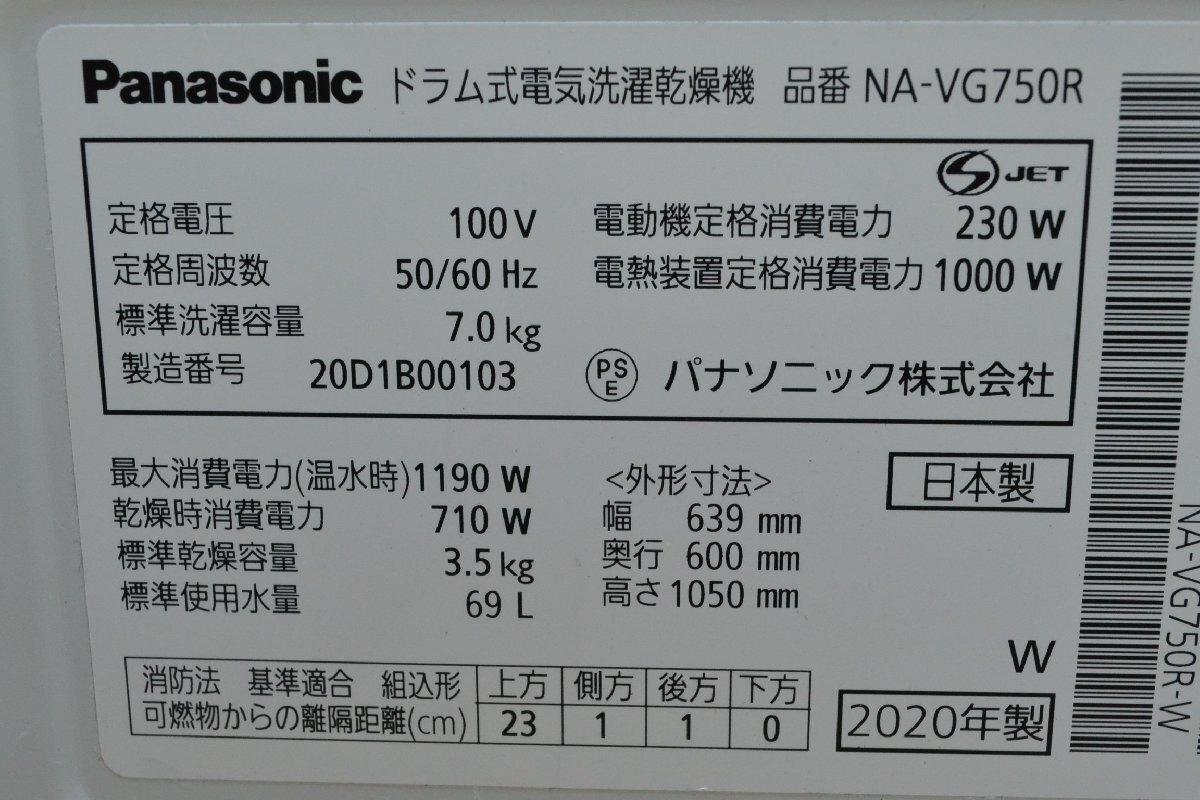 Panasonic ドラム式電気洗濯乾燥機 品番 NA-VG750R
JET
定格電圧 100V 電動機定格消費電力 230 W
定格周波数 50/60 Hz 電熱装置定格消費電力 1000 W
標準洗濯容量 7.0 kg
製造番号 20D1B00103 PSE パナソニック株式会社
最大消費電力(温水時)1190 W <外形寸法> 日本製
乾燥時消費電力 710 W 幅 639 mm
標準乾燥容量 3.5 kg 奥行 600 mm
標準使用水量 69 L 高さ 1050 mm
W
消防法 基準適合 組込形 上方 側方 後方 下方
可燃物からの離隔距離(cm) 23 1 1 0
2020年製
NA-VG750R-W